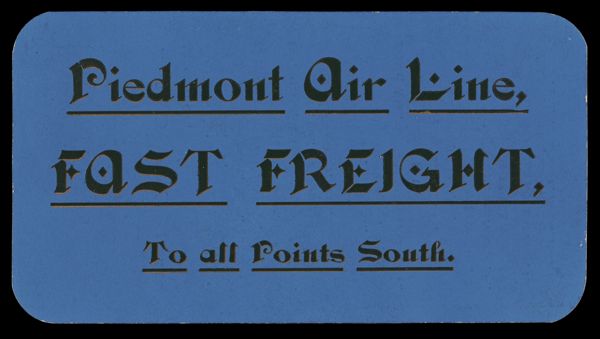 Piedmont Air Line,
FAST FREIGHT,
To all Points South.